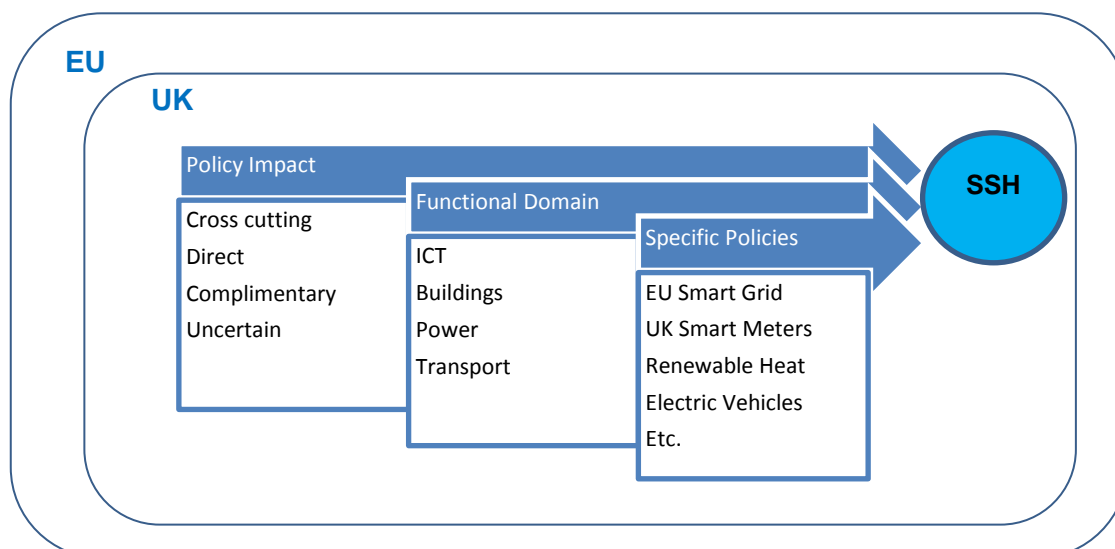 EU
UK
Policy Impact
Cross cutting
Direct
Complimentary
Uncertain
Functional Domain
ICT
Buildings
Power
Transport
Specific Policies
EU Smart Grid
UK Smart Meters
Renewable Heat
Electric Vehicles
Etc.
SSH